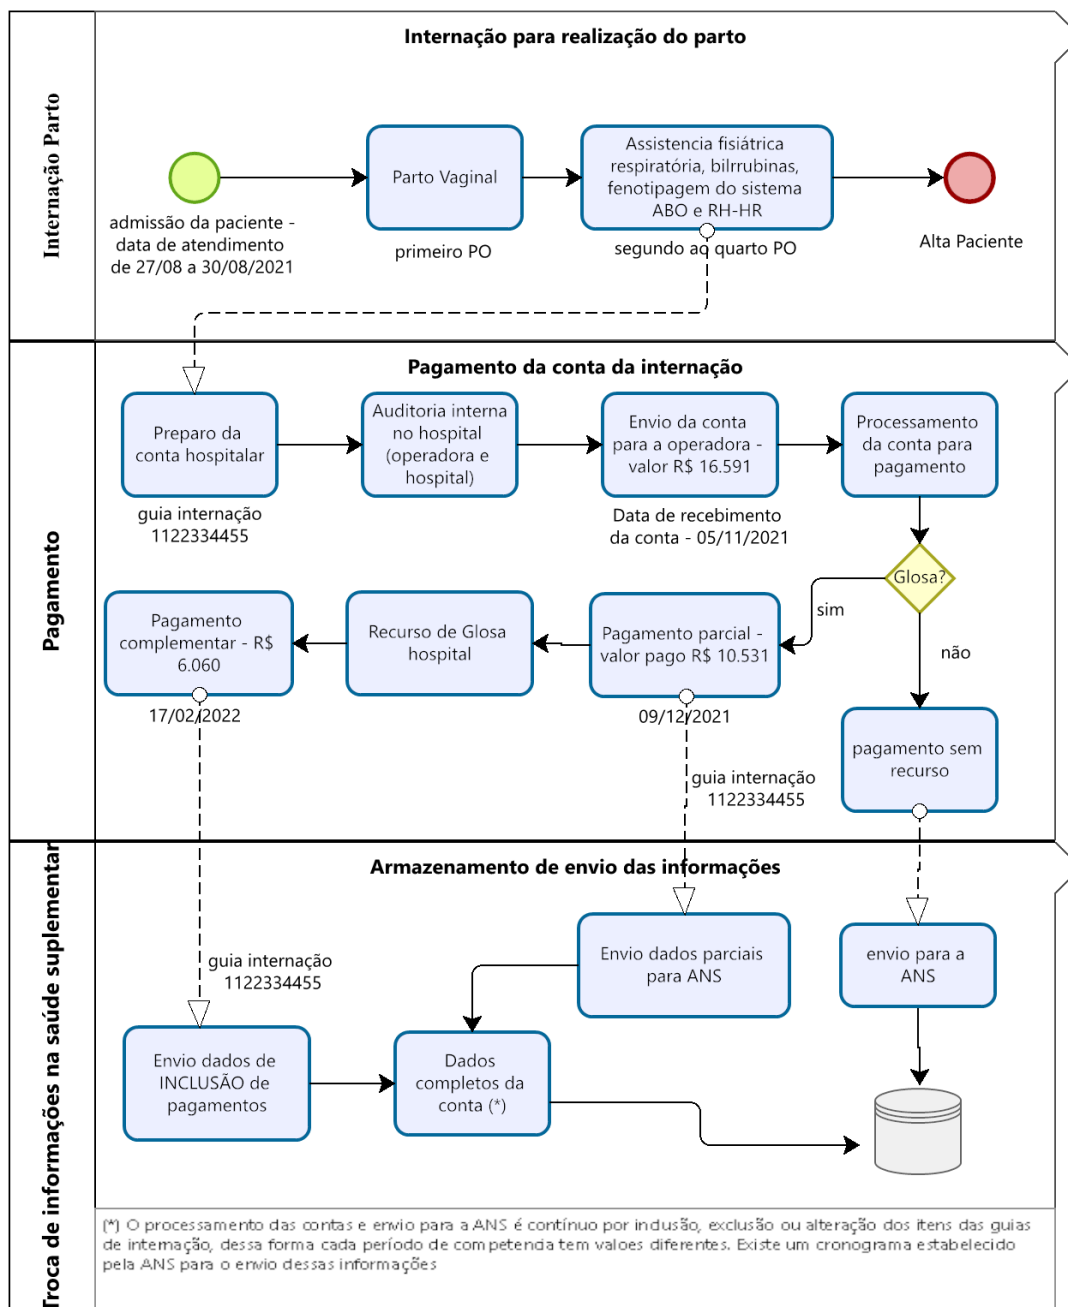 Internação para realização do parto
Internação Parto
Parto Vaginal
Assistencia fisiátrica
respiratória, bilrrubinas,
fenotipagem do sistema
ABO e RH-HR
admissão da paciente -
data de atendimento
de 27/08 a 30/08/2021
primeiro PO
segundo ao quarto PO
Alta Paciente
Pagamento da conta da internação
Pagamento
Preparo da
conta hospitalar
Auditoria interna
no hospital
(operadora e
hospital)
Envio da conta
para a operadora -
valor R$ 16.591
Processamento
da conta para
pagamento
guia internação
1122334455
Data de recebimento
da conta - 05/11/2021
Glosa?
sim
não
Pagamento
complementar - R$
6.060
Recurso de Glosa
hospital
Pagamento parcial -
valor pago R$ 10.531
17/02/2022
09/12/2021
pagamento sem
recurso
guia internação
1122334455
Armazenamento de envio das informações
Troca de informações na saúde suplementar
Envio dados parciais
para ANS
envio para a
ANS
guia internação
1122334455
Envio dados de
INCLUSÃO de
pagamentos
Dados
completos da
conta (*)
(*) O processamento das contas e envio para a ANS é contínuo por inclusão, exclusão ou alteração dos itens das guias
de internação, dessa forma cada período de competencia tem valoes diferentes. Existe um cronograma estabelecido
pela ANS para o envio dessas informações